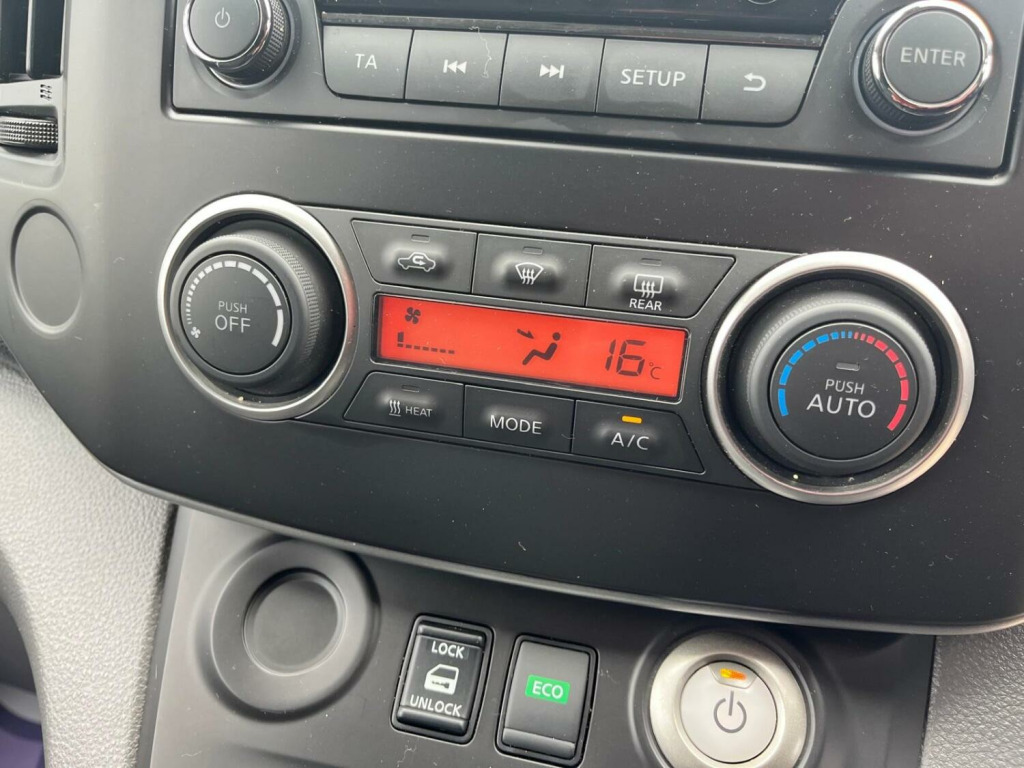 TA
SETUP
ENTER
PUSH
OFF
REAR
16°C
HEAT
MODE
A/C
PUSH
AUTO
LOCK
UNLOCK
ECO